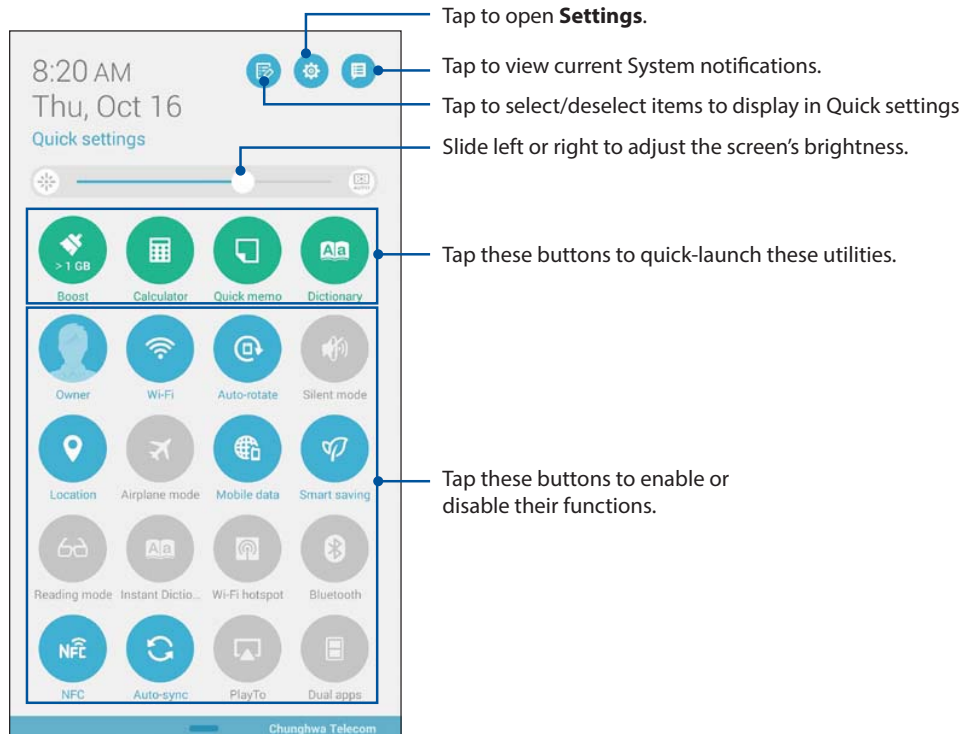 Tap to open Settings.
8:20 AM
Tap to view current System notifications.
Thu, Oct 16
Tap to select/deselect items to display in Quick settings
Quick settings
Slide left or right to adjust the screen's brightness.
AUTO
> 1 GB
Aa
Tap these buttons to quick-launch these utilities.
Boost Calculator Quick memo Dictionary
Owner Wi-Fi Auto-rotate Silent mode
Location Airplane mode Mobile data Smart saving
Tap these buttons to enable or
disable their functions.
Aa
Reading mode Instant Dictio... Wi-Fi hotspot Bluetooth
NFC
NFC Auto-sync PlayTo Dual apps
Chunghwa Telecom